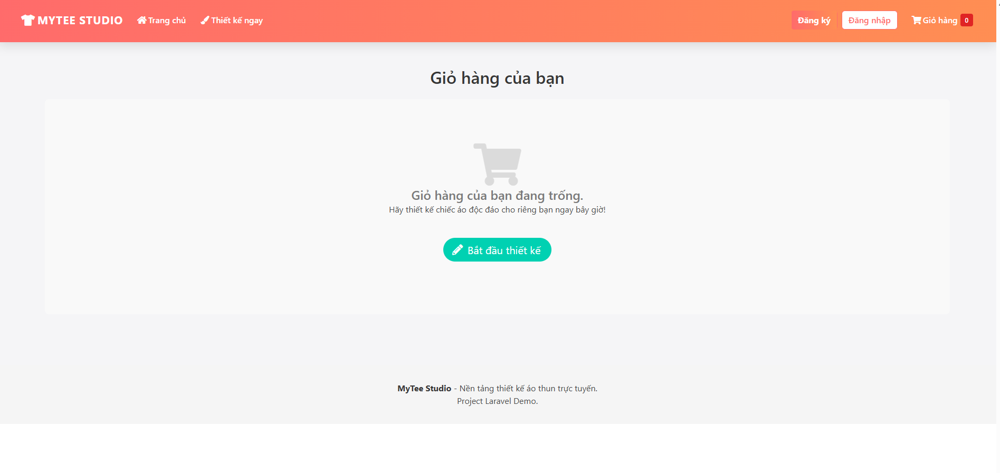 MYTEE STUDIO Trang chủ Thiết kế ngay Đăng ký Đăng nhập Giỏ hàng 0
Giỏ hàng của bạn
Giỏ hàng của bạn đang trống.
Hãy thiết kế chiếc áo độc đáo cho riêng bạn ngay bây giờ!
Bắt đầu thiết kế
MyTee Studio - Nền tảng thiết kế áo thun trực tuyến.
Project Laravel Demo.